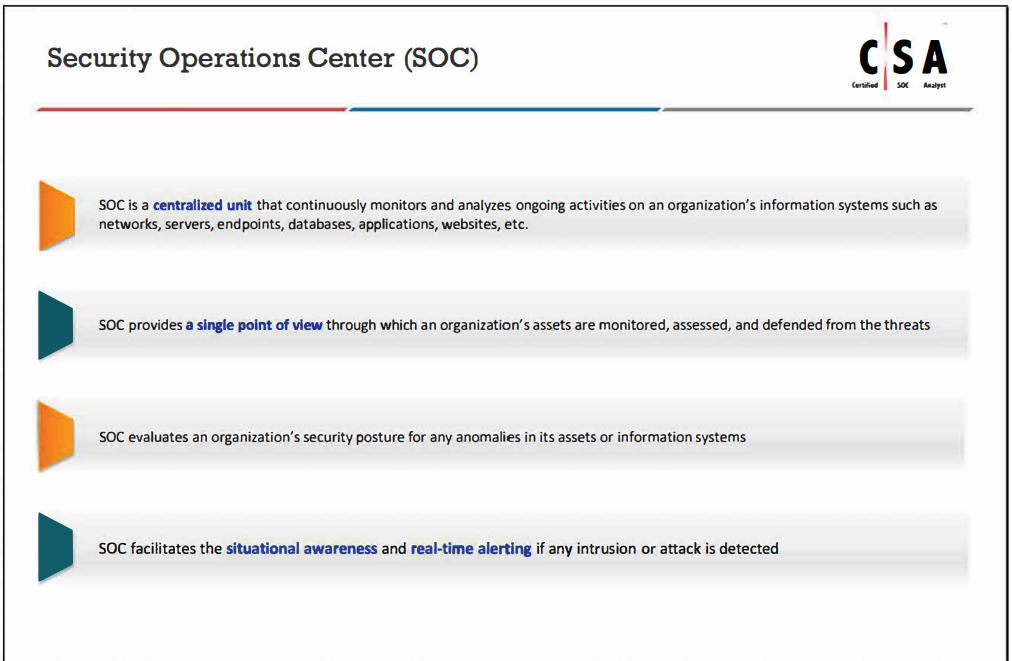 Security Operations Center (SOC)
CSA
Certified SOC Analyst
SOC is a centralized unit that continuously monitors and analyzes ongoing activities on an organization's information systems such as
networks, servers, endpoints, databases, applications, websites, etc.
SOC provides a single point of view through which an organization's assets are monitored, assessed, and defended from the threats
SOC evaluates an organization's security posture for any anomalies in its assets or information systems
SOC facilitates the situational awareness and real-time alerting if any intrusion or attack is detected